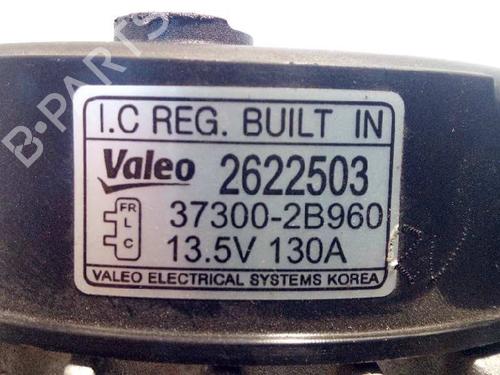 B-PARTS
I.C REG. BUILT IN
Valeo 2622503
FR
L
C
37300-2B960
13.5V 130A
VALEO ELECTRICAL SYSTEMS KOREA